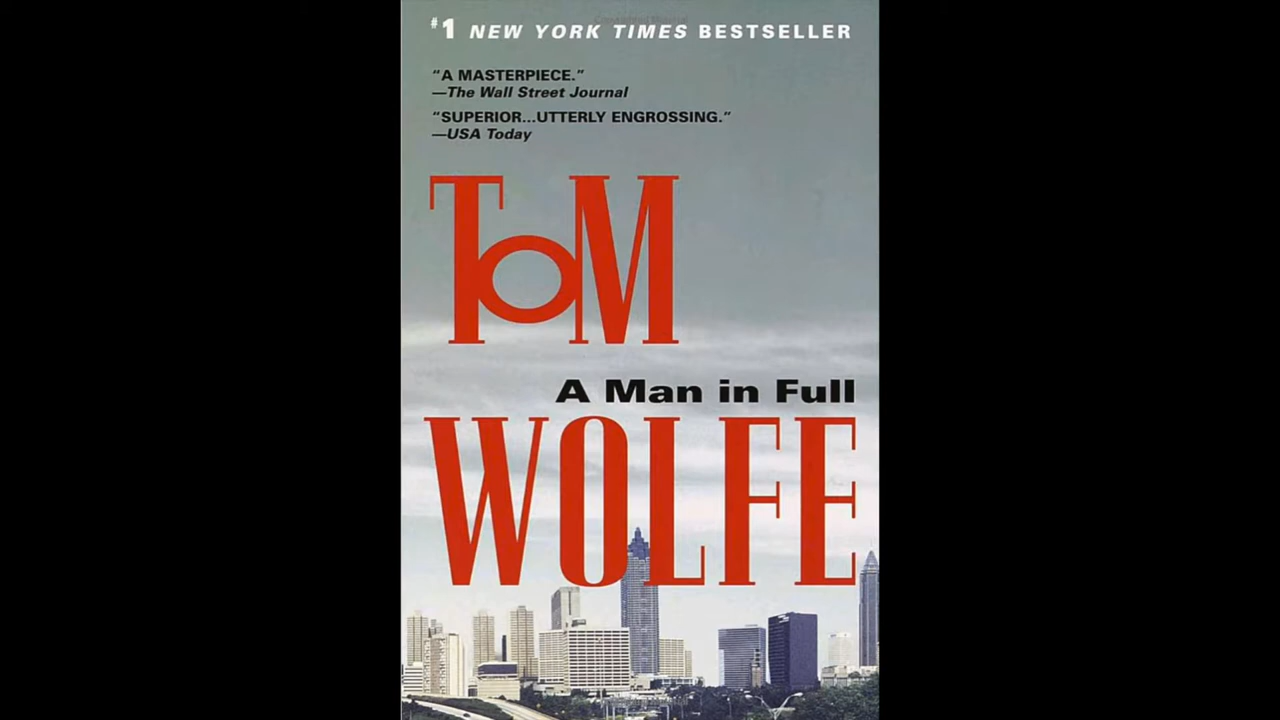 #1 NEW YORK TIMES BESTSELLER
“A MASTERPIECE.”
—The Wall Street Journal
“SUPERIOR...UTTERLY ENGROSSING.”
—USA Today
TOM
A Man in Full
WOLFE